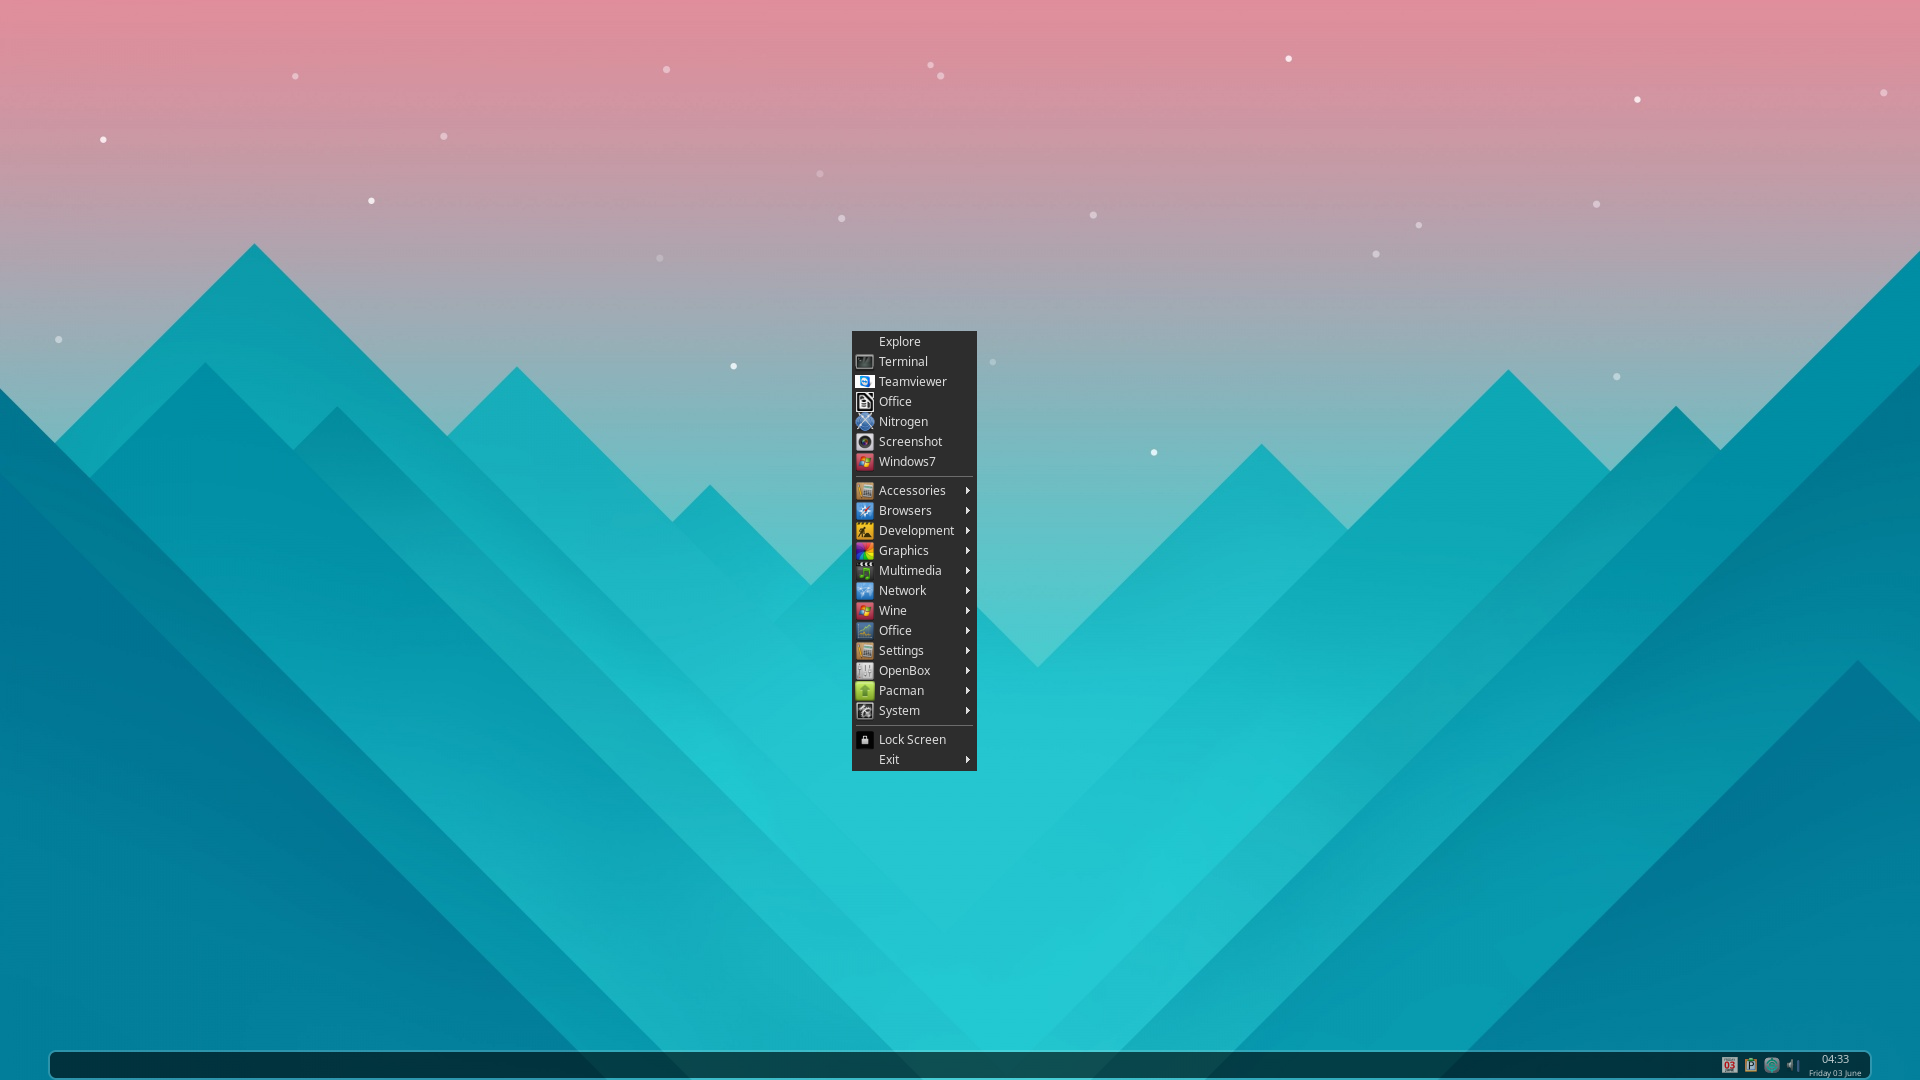 Explore
Terminal
Teamviewer
Office
Nitrogen
Screenshot
Windows7
Accessories
Browsers
Development
Graphics
Multimedia
Network
Wine
Office
Settings
OpenBox
Pacman
System
Lock Screen
Exit
03
P
04:33
Friday 03 June